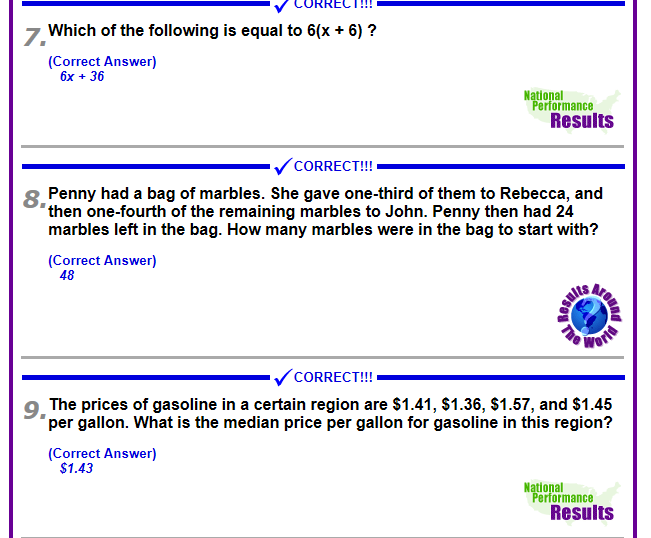 CORRECT!!!
7. Which of the following is equal to 6(x + 6) ?
(Correct Answer)
6x + 36
National
Performance
Results
CORRECT!!!
8. Penny had a bag of marbles. She gave one-third of them to Rebecca, and
then one-fourth of the remaining marbles to John. Penny then had 24
marbles left in the bag. How many marbles were in the bag to start with?
(Correct Answer)
48
Results Around
The World
CORRECT!!!
9. The prices of gasoline in a certain region are $1.41, $1.36, $1.57, and $1.45
per gallon. What is the median price per gallon for gasoline in this region?
(Correct Answer)
$1.43
National
Performance
Results